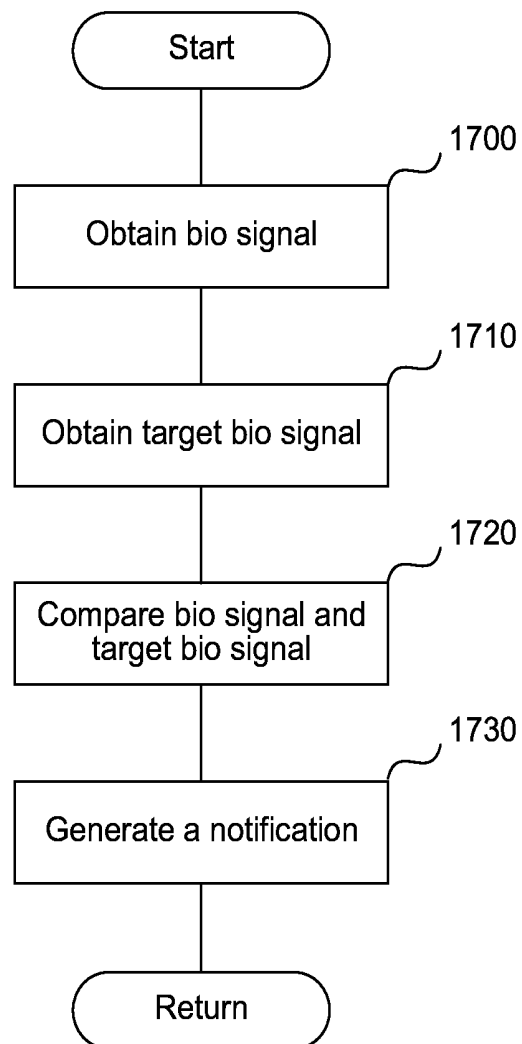 Start
1700
Obtain bio signal
1710
Obtain target bio signal
1720
Compare bio signal and
target bio signal
1730
Generate a notification
Return